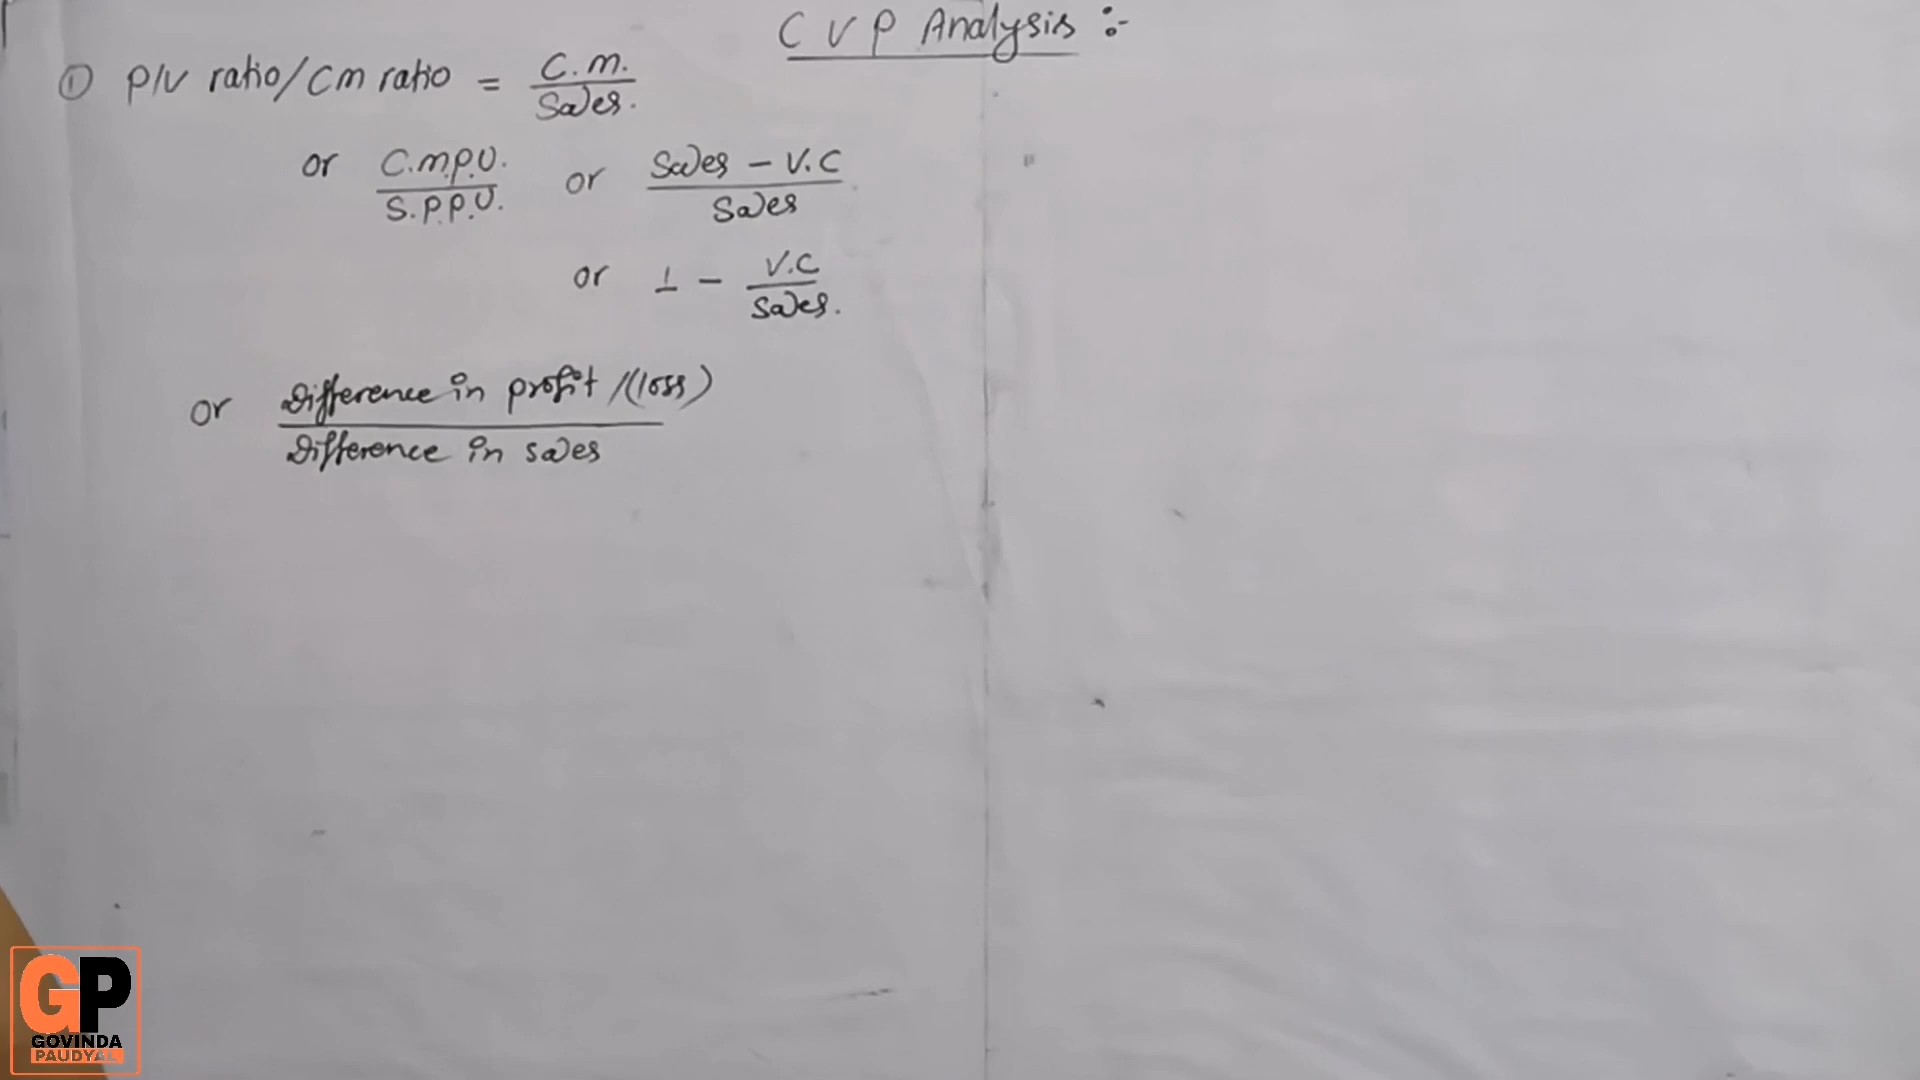 C V P Analysis :-
① P/V ratio/CM ratio = C.M. / Sales.
or C.M.P.U. / S.P.P.U. or Sales - V.C / Sales
or 1 - V.C / Sales.
or Difference in profit /(loss) / Difference in sales
GP
GOVINDA
PAUDYAL